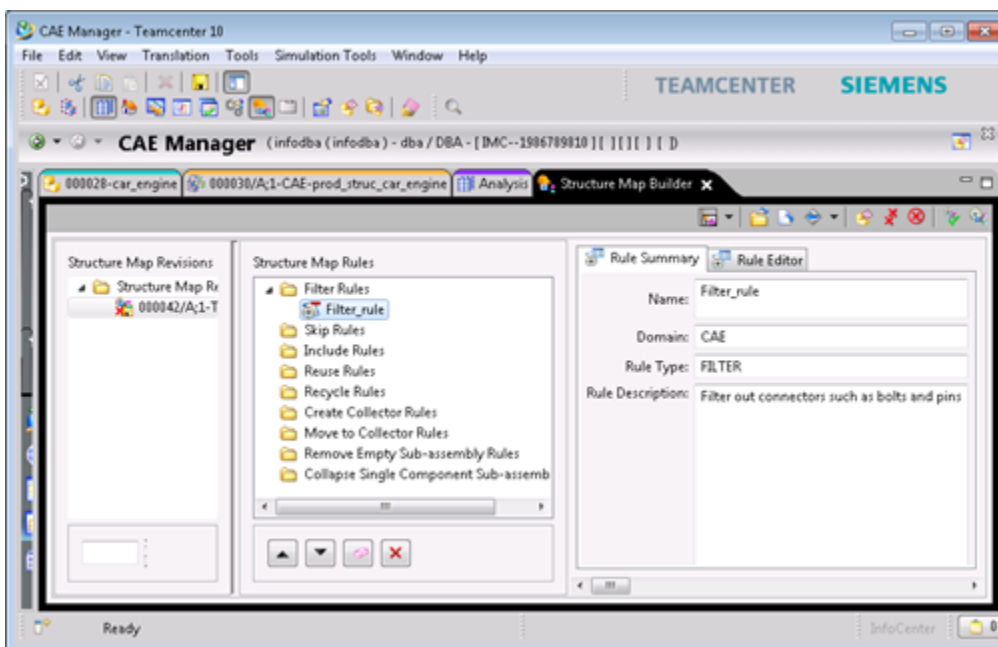 CAE Manager - Teamcenter 10
File Edit View Translation Tools Simulation Tools Window Help
TEAMCENTER SIEMENS
CAE Manager (infodba (infodba) - dba / DBA - [ IMC--1986789810 ] [ ] [ ] [ ] [ ])
000028-car_engine 000030/A;1-CAE-prod_struc_car_engine Analysis Structure Map Builder
Structure Map Revisions
Structure Map Re
000042/A;1-T
Structure Map Rules
Filter Rules
Filter_rule
Skip Rules
Include Rules
Reuse Rules
Recycle Rules
Create Collector Rules
Move to Collector Rules
Remove Empty Sub-assembly Rules
Collapse Single Component Sub-assemb
Rule Summary Rule Editor
Name: Filter_rule
Domain: CAE
Rule Type: FILTER
Rule Description: Filter out connectors such as bolts and pins
Ready InfoCenter 0